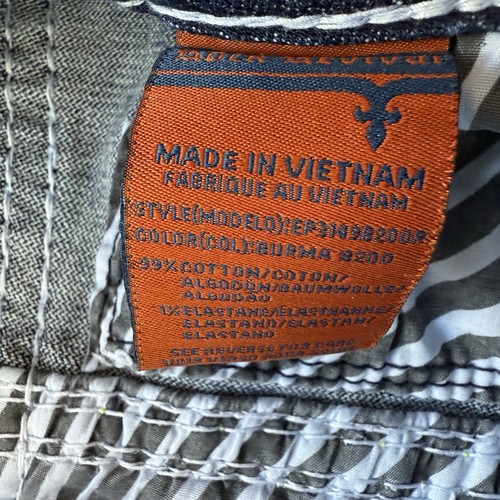 MADE IN VIETNAM
FABRIQUE AU VIETNAM
STYLE(MODELO):EP3149B200R
COLOR(COL):BURMA B200
99% COTTON/COTON/
ALGODON/BAUMWOLLE/
ALGODAO
1% ELASTANE/ELASTHANNE/
ELASTANO/ELASTAN/
ELASTANO
SEE REVERSE FOR CARE